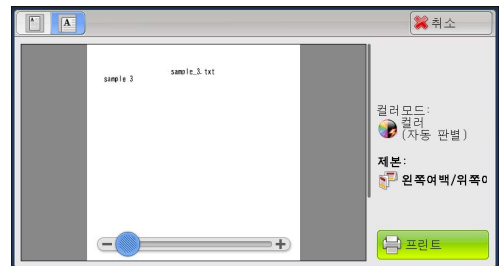 A A
취소
sample_3.txt
sample 3
컬러모드:
컬러
(자동 판별)
제본:
왼쪽여백/위쪽
프린트